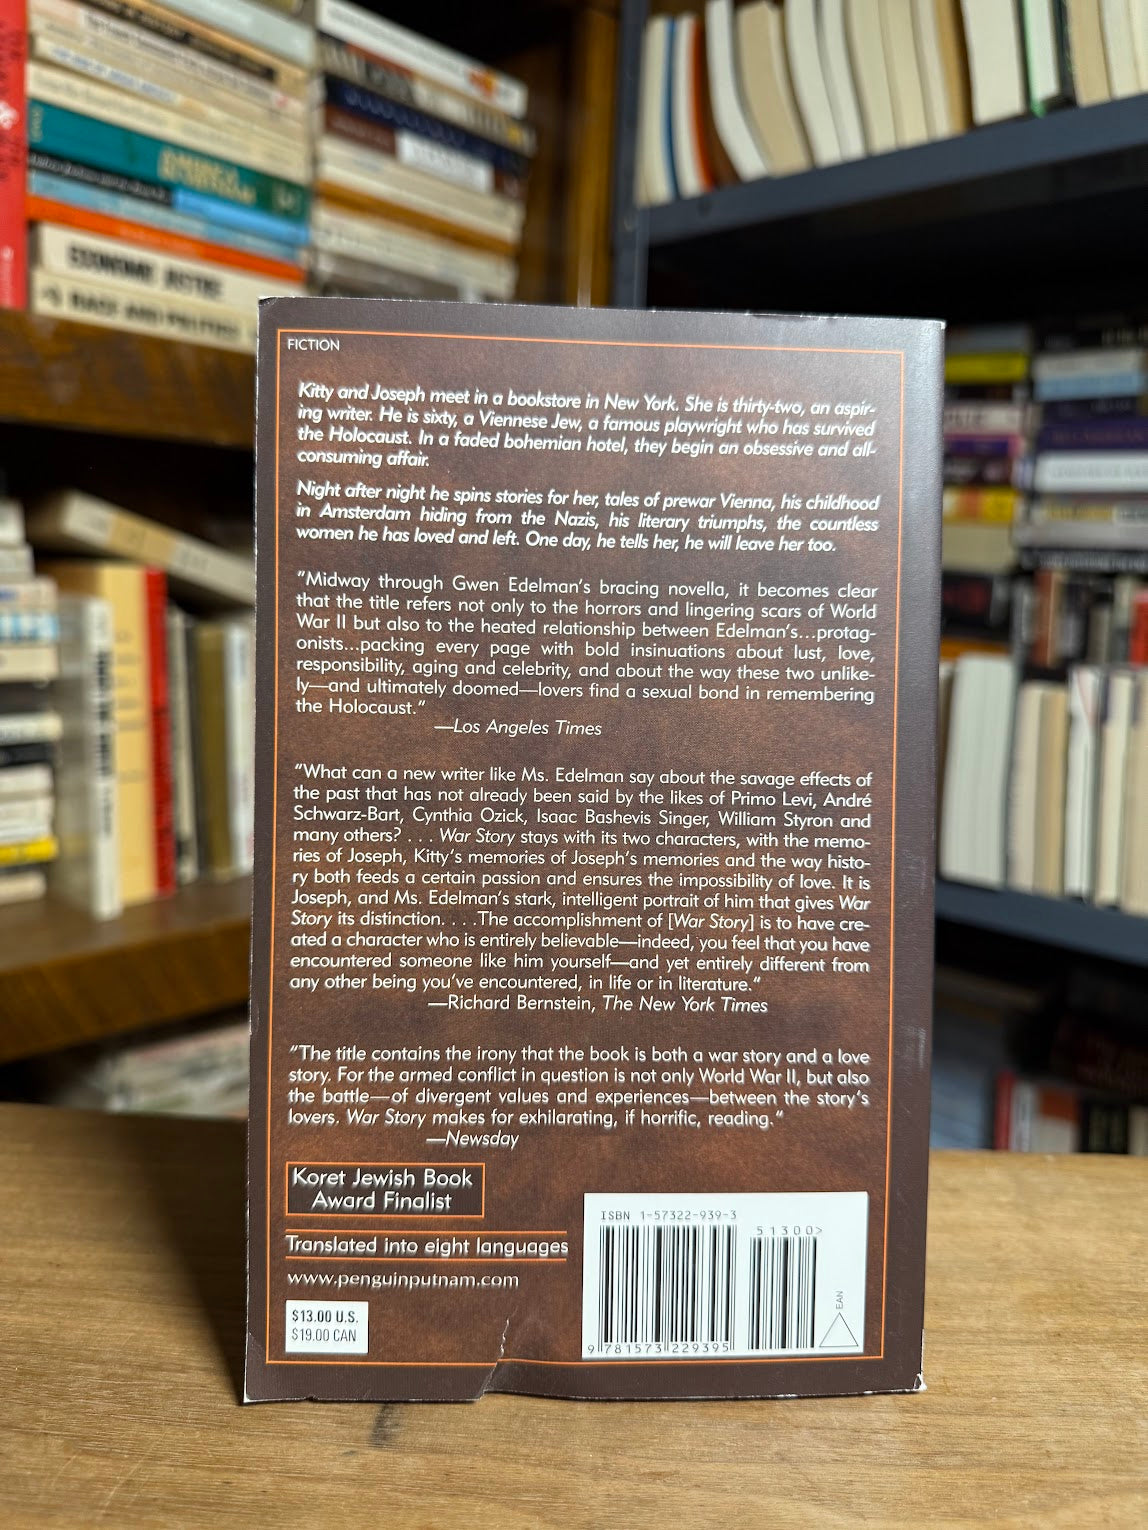 ECONOMIC JUSTICE
RACE AND POLITICS
FICTION
Kitty and Joseph meet in a bookstore in New York. She is thirty-two, an aspir-
ing writer. He is sixty, a Viennese Jew, a famous playwright who has survived
the Holocaust. In a faded bohemian hotel, they begin an obsessive and all-
consuming affair.
Night after night he spins stories for her, tales of prewar Vienna, his childhood
in Amsterdam hiding from the Nazis, his literary triumphs, the countless
women he has loved and left. One day, he tells her, he will leave her too.
"Midway through Gwen Edelman's bracing novella, it becomes clear
that the title refers not only to the horrors and lingering scars of World
War II but also to the heated relationship between Edelman's...protag-
onists...packing every page with bold insinuations about lust, love,
responsibility, aging and celebrity, and about the way these two unlike-
ly—and ultimately doomed—lovers find a sexual bond in remembering
the Holocaust."
—Los Angeles Times
"What can a new writer like Ms. Edelman say about the savage effects of
the past that has not already been said by the likes of Primo Levi, André
Schwarz-Bart, Cynthia Ozick, Isaac Bashevis Singer, William Styron and
many others? . . . War Story stays with its two characters, with the memo-
ries of Joseph, Kitty's memories of Joseph's memories and the way histo-
ry both feeds a certain passion and ensures the impossibility of love. It is
Joseph, and Ms. Edelman's stark, intelligent portrait of him that gives War
Story its distinction. . . .The accomplishment of [War Story] is to have cre-
ated a character who is entirely believable—indeed, you feel that you have
encountered someone like him yourself—and yet entirely different from
any other being you've encountered, in life or in literature."
—Richard Bernstein, The New York Times
"The title contains the irony that the book is both a war story and a love
story. For the armed conflict in question is not only World War II, but also
the battle—of divergent values and experiences—between the story's
lovers. War Story makes for exhilarating, if horrific, reading."
—Newsday
Koret Jewish Book
Award Finalist
Translated into eight languages
www.penguinputnam.com
$13.00 U.S.
$19.00 CAN
ISBN 1-57322-939-3
51300>
EAN
9 781573 229395